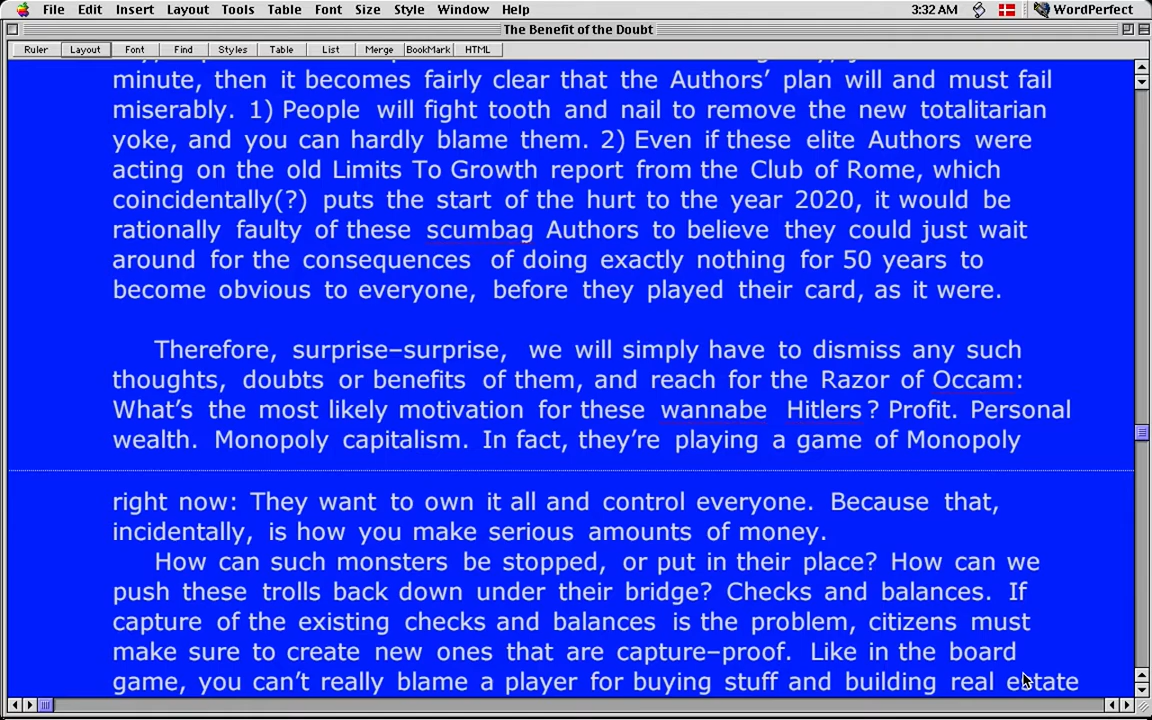 File Edit Insert Layout Tools Table Font Size Style Window Help 3:32 AM WordPerfect
The Benefit of the Doubt
Ruler Layout Font Find Styles Table List Merge BookMark HTML
minute, then it becomes fairly clear that the Authors’ plan will and must fail
miserably. 1) People will fight tooth and nail to remove the new totalitarian
yoke, and you can hardly blame them. 2) Even if these elite Authors were
acting on the old Limits To Growth report from the Club of Rome, which
coincidentally(?) puts the start of the hurt to the year 2020, it would be
rationally faulty of these scumbag Authors to believe they could just wait
around for the consequences of doing exactly nothing for 50 years to
become obvious to everyone, before they played their card, as it were.
Therefore, surprise–surprise, we will simply have to dismiss any such
thoughts, doubts or benefits of them, and reach for the Razor of Occam:
What’s the most likely motivation for these wannabe Hitlers? Profit. Personal
wealth. Monopoly capitalism. In fact, they’re playing a game of Monopoly
right now: They want to own it all and control everyone. Because that,
incidentally, is how you make serious amounts of money.
How can such monsters be stopped, or put in their place? How can we
push these trolls back down under their bridge? Checks and balances. If
capture of the existing checks and balances is the problem, citizens must
make sure to create new ones that are capture–proof. Like in the board
game, you can’t really blame a player for buying stuff and building real estate